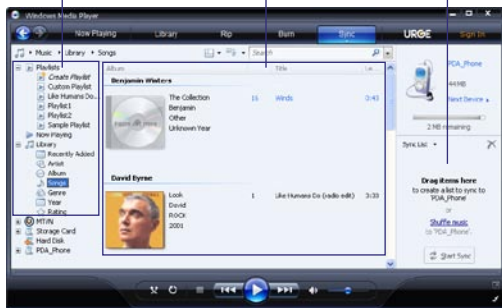 Windows Media Player
Now Playing Library Rip Burn Sync URGE Sign In
Music Library Songs Search
Playlists
Create Playlist
Custom Playlist
Like Humans Do...
Playlist1
Playlist2
Sample Playlist
Now Playing
Library
Recently Added
Artist
Album
Songs
Genre
Year
Rating
MTAN
Storage Card
Hard Disk
PDA_Phone
Album Title
Benjamin Winters
The Collection 16 Winds 0:43
Benjamin
Other
Unknown Year
David Byrne
Look 1 Like Humans Do (radio edit) 3:33
David
ROCK
2001
PDA_Phone
44MB
Next Device
2 MB remaining
Sync List
Drag items here
to create a list to sync to
'PDA_Phone'
or
Shuffle music
to 'PDA_Phone'.
Start Sync